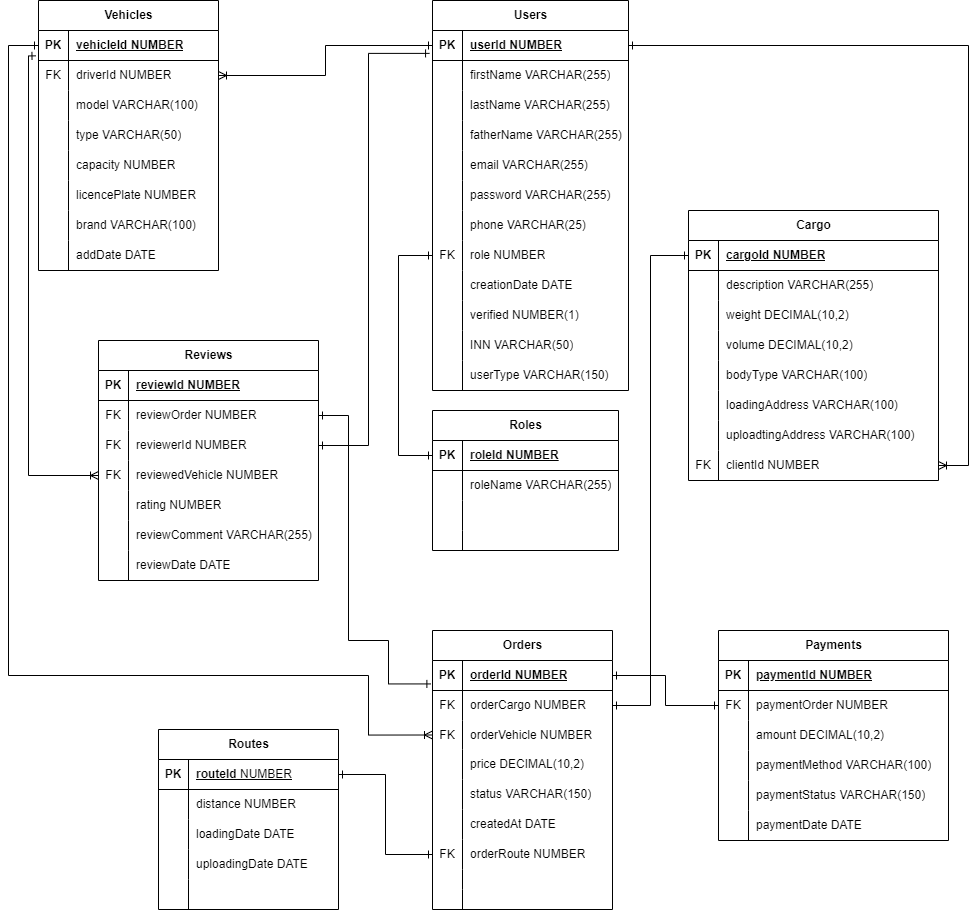 Vehicles
PK vehicleId NUMBER
FK driverId NUMBER
model VARCHAR(100)
type VARCHAR(50)
capacity NUMBER
licencePlate NUMBER
brand VARCHAR(100)
addDate DATE
Users
PK userId NUMBER
firstName VARCHAR(255)
lastName VARCHAR(255)
fatherName VARCHAR(255)
email VARCHAR(255)
password VARCHAR(255)
phone VARCHAR(25)
FK role NUMBER
creationDate DATE
verified NUMBER(1)
INN VARCHAR(50)
userType VARCHAR(150)
Cargo
PK cargoId NUMBER
description VARCHAR(255)
weight DECIMAL(10,2)
volume DECIMAL(10,2)
bodyType VARCHAR(100)
loadingAddress VARCHAR(100)
uploadtingAddress VARCHAR(100)
FK clientId NUMBER
Reviews
PK reviewId NUMBER
FK reviewOrder NUMBER
FK reviewerId NUMBER
FK reviewedVehicle NUMBER
rating NUMBER
reviewComment VARCHAR(255)
reviewDate DATE
Roles
PK roleId NUMBER
roleName VARCHAR(255)
Orders
PK orderId NUMBER
FK orderCargo NUMBER
FK orderVehicle NUMBER
price DECIMAL(10,2)
status VARCHAR(150)
createdAt DATE
FK orderRoute NUMBER
Payments
PK paymentId NUMBER
FK paymentOrder NUMBER
amount DECIMAL(10,2)
paymentMethod VARCHAR(100)
paymentStatus VARCHAR(150)
paymentDate DATE
Routes
PK routeId NUMBER
distance NUMBER
loadingDate DATE
uploadingDate DATE